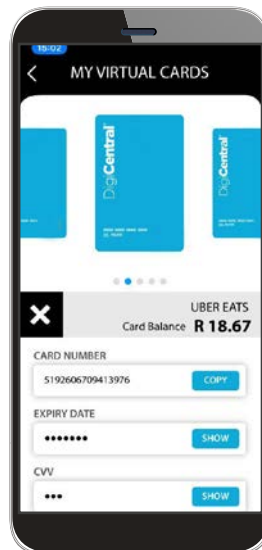 15:02
MY VIRTUAL CARDS
DigiCentral
DigiCentral
UBER EATS
Card Balance R 18.67
CARD NUMBER
5192606709413976
COPY
EXPIRY DATE
•••••••
SHOW
CVV
•••
SHOW